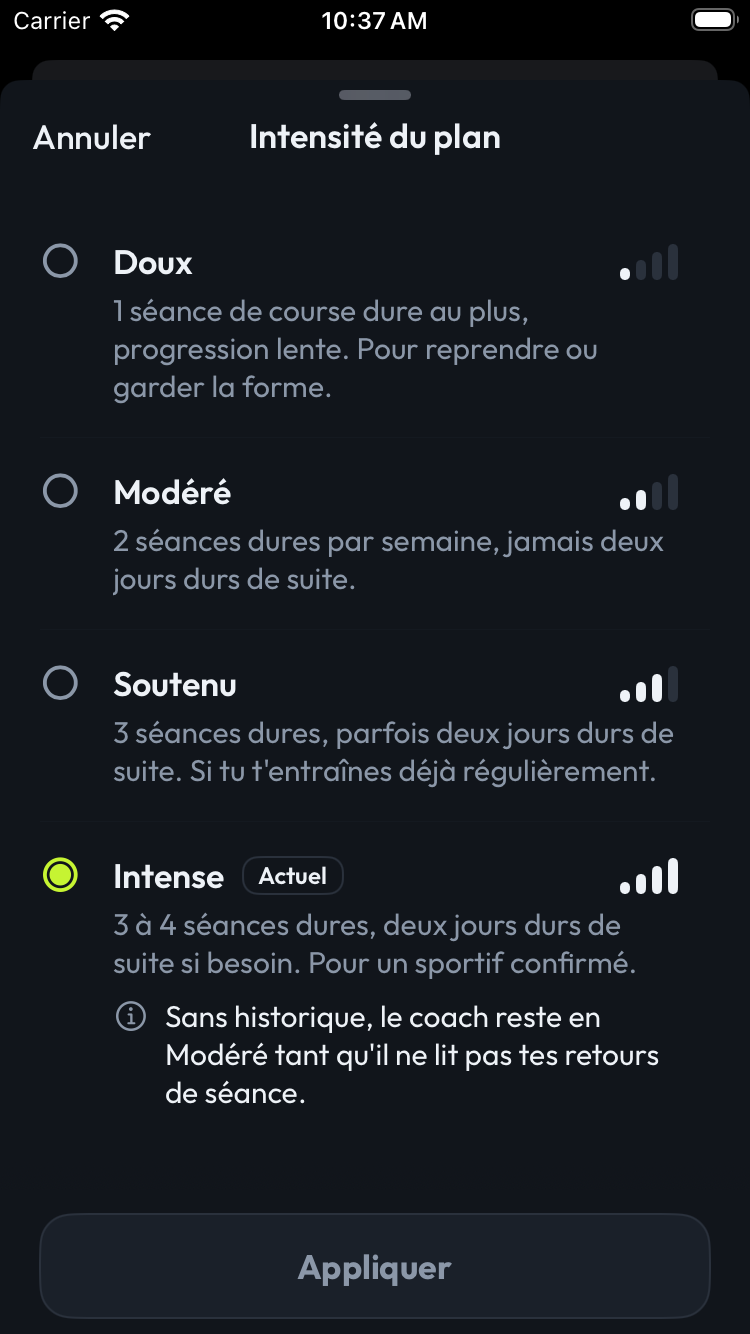 Carrier 10:37 AM
Annuler Intensité du plan
Doux
1 séance de course dure au plus,
progression lente. Pour reprendre ou
garder la forme.
Modéré
2 séances dures par semaine, jamais deux
jours durs de suite.
Soutenu
3 séances dures, parfois deux jours durs de
suite. Si tu t'entraînes déjà régulièrement.
Intense Actuel
3 à 4 séances dures, deux jours durs de
suite si besoin. Pour un sportif confirmé.
Sans historique, le coach reste en
Modéré tant qu'il ne lit pas tes retours
de séance.
Appliquer